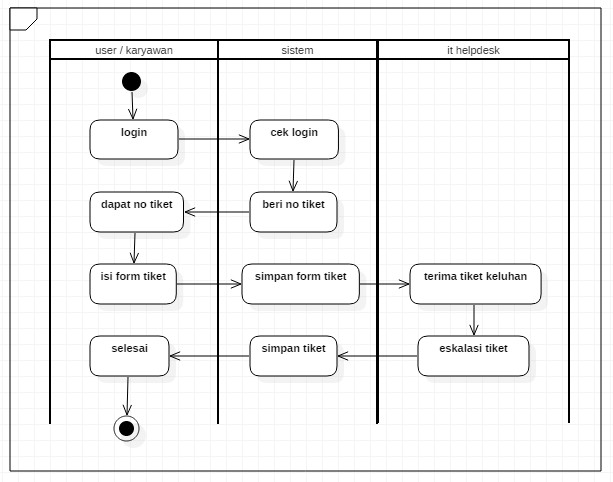 user / karyawan
sistem
it helpdesk
login
cek login
dapat no tiket
beri no tiket
isi form tiket
simpan form tiket
terima tiket keluhan
selesai
simpan tiket
eskalasi tiket